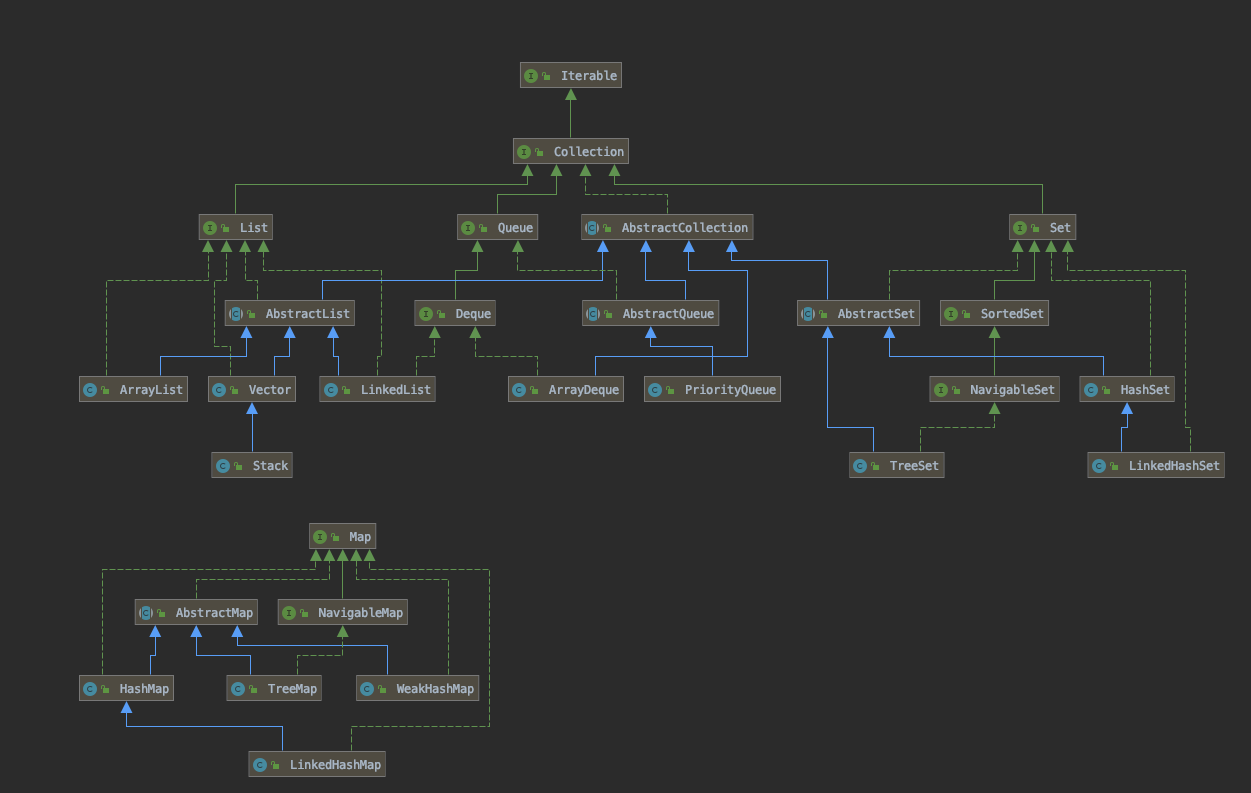 Iterable
Collection
List
Queue
AbstractCollection
Set
AbstractList
Deque
AbstractQueue
AbstractSet
SortedSet
ArrayList
Vector
LinkedList
ArrayDeque
PriorityQueue
NavigableSet
HashSet
Stack
TreeSet
LinkedHashSet
Map
AbstractMap
NavigableMap
HashMap
TreeMap
WeakHashMap
LinkedHashMap